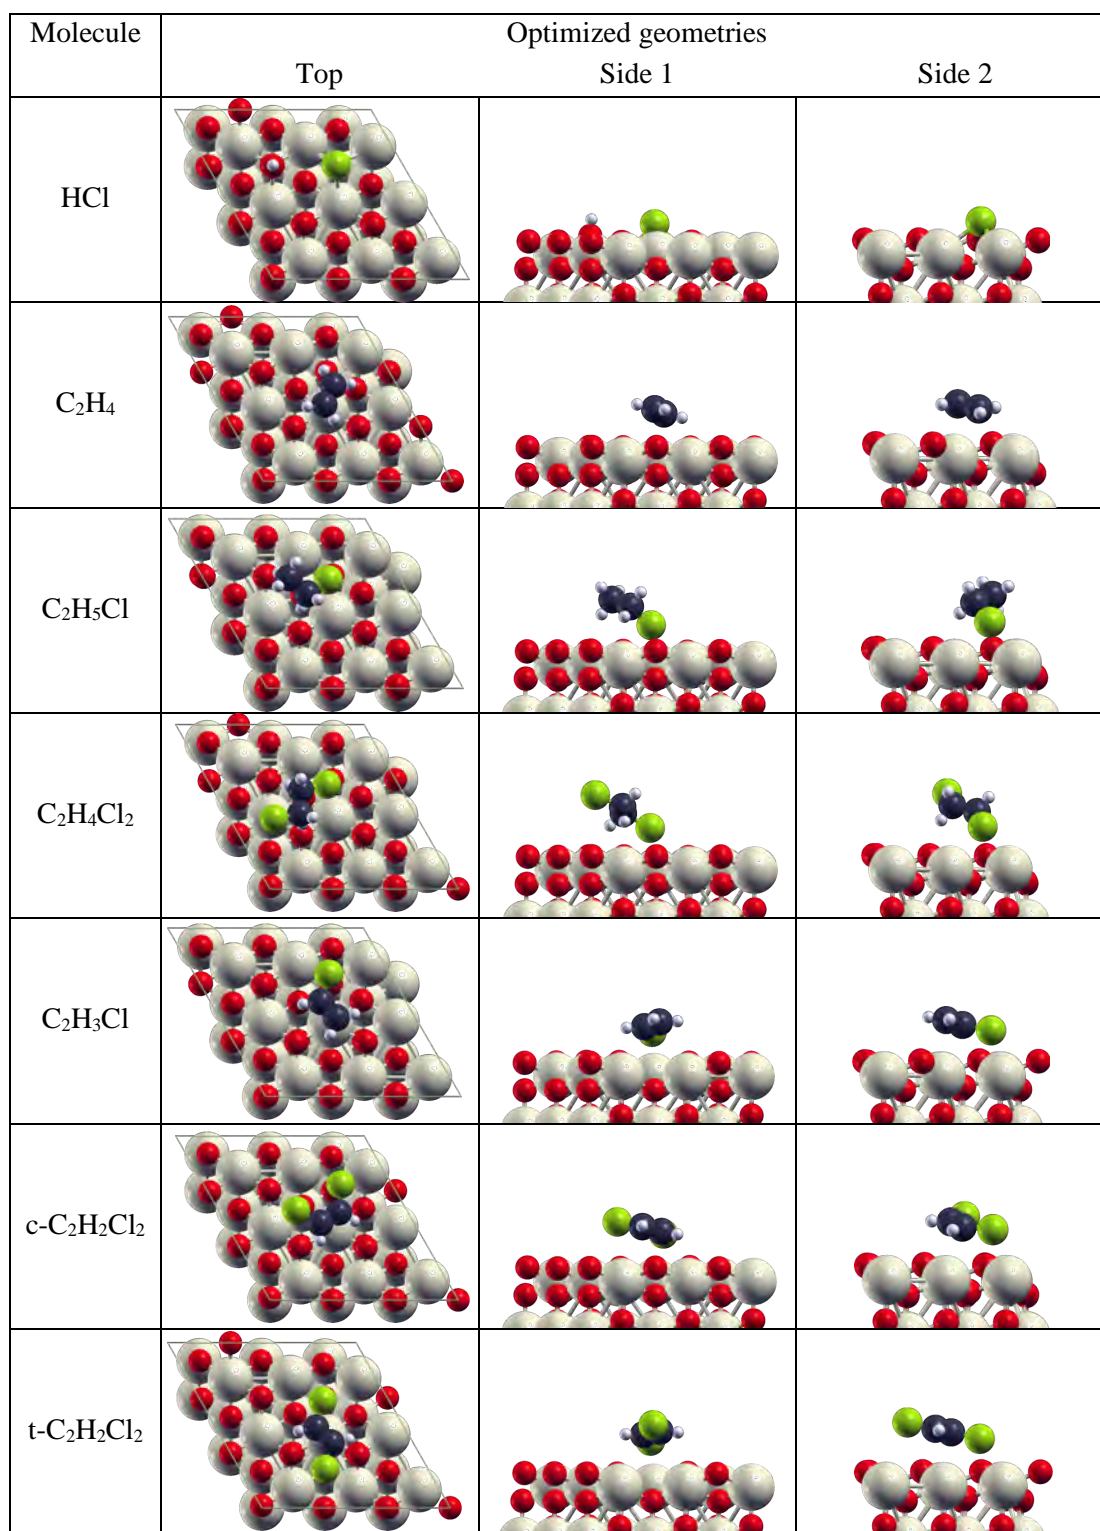 Molecule
Optimized geometries
Top Side 1 Side 2
HCl
C₂H₄
C₂H₅Cl
C₂H₄Cl₂
C₂H₃Cl
c-C₂H₂Cl₂
t-C₂H₂Cl₂